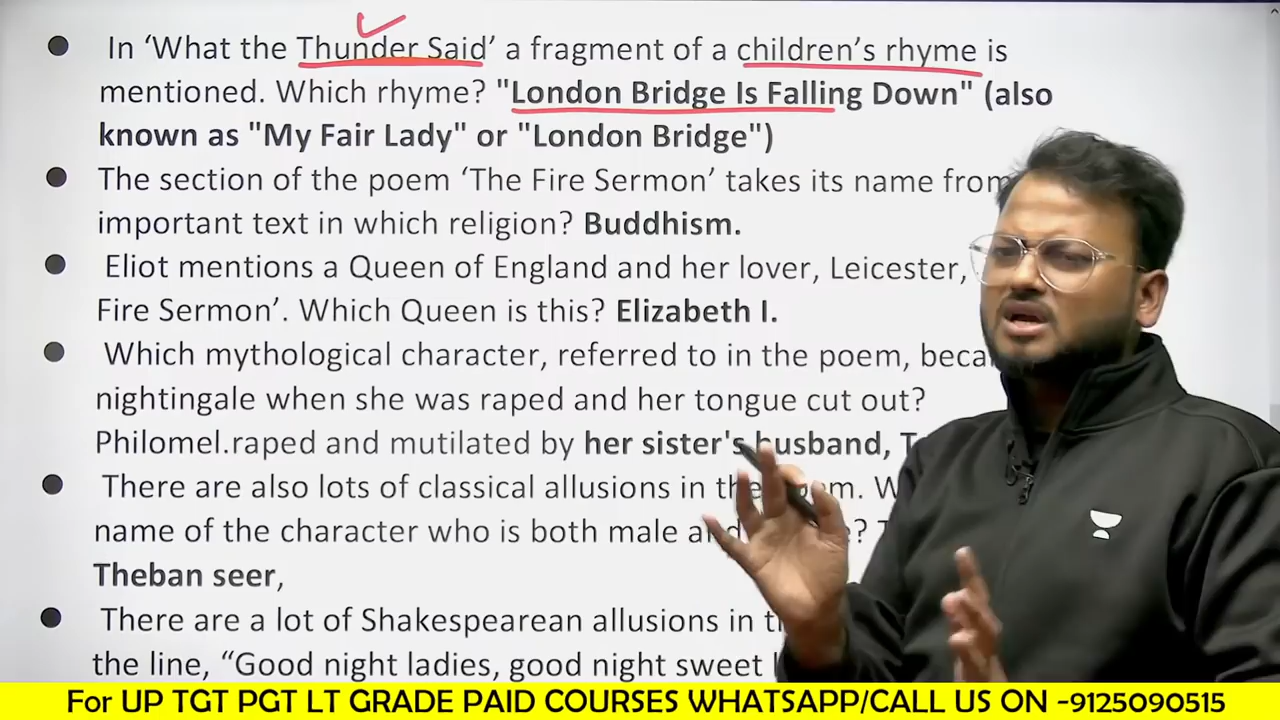 In ‘What the Thunder Said’ a fragment of a children’s rhyme is
mentioned. Which rhyme? "London Bridge Is Falling Down" (also
known as "My Fair Lady" or "London Bridge")
The section of the poem ‘The Fire Sermon’ takes its name from
important text in which religion? Buddhism.
Eliot mentions a Queen of England and her lover, Leicester,
Fire Sermon’. Which Queen is this? Elizabeth I.
Which mythological character, referred to in the poem,
nightingale when she was raped and her tongue cut out?
Philomel.raped and mutilated by her sister's husband,
There are also lots of classical allusions in the
name of the character who is both male
Theban seer,
There are a lot of Shakespearean allusions in
the line, “Good night ladies, good night sweet
For UP TGT PGT LT GRADE PAID COURSES WHATSAPP/CALL US ON -9125090515